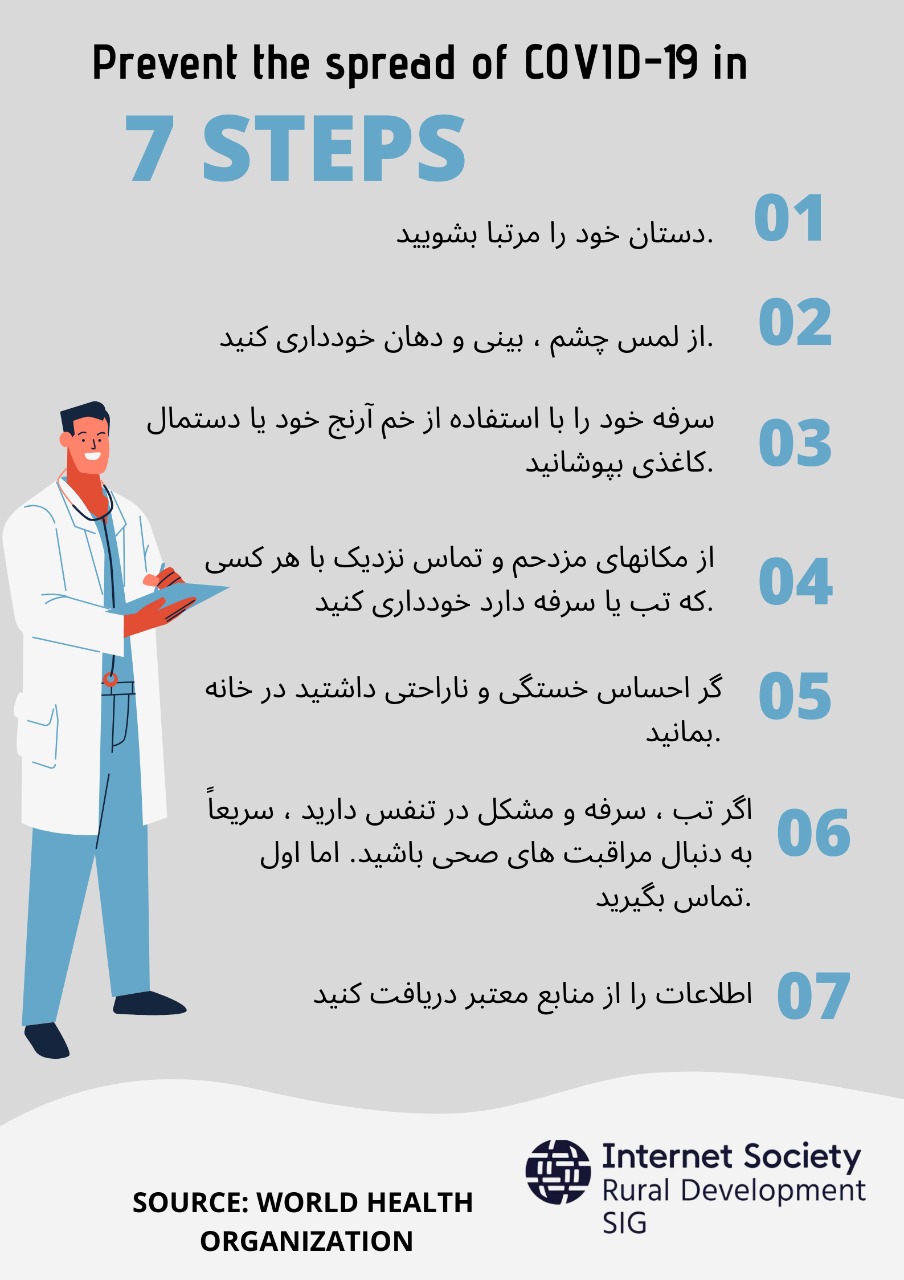 Prevent the spread of COVID-19 in
7 STEPS
01
دستان خود را مرتبا بشویید.
02
از لمس چشم ، بینی و دهان خودداری کنید.
03
سرفه خود را با استفاده از خم آرنج خود یا دستمال
کاغذی بپوشانید.
04
از مکانهای مزدحم و تماس نزدیک با هر کسی
که تب یا سرفه دارد خودداری کنید.
05
گر احساس خستگی و ناراحتی داشتید در خانه
بمانید.
06
اگر تب ، سرفه و مشکل در تنفس دارید ، سریعاً
به دنبال مراقبت های صحی باشید. اما اول
تماس بگیرید.
07
اطلاعات را از منابع معتبر دریافت کنید
SOURCE: WORLD HEALTH
ORGANIZATION
Internet Society
Rural Development
SIG